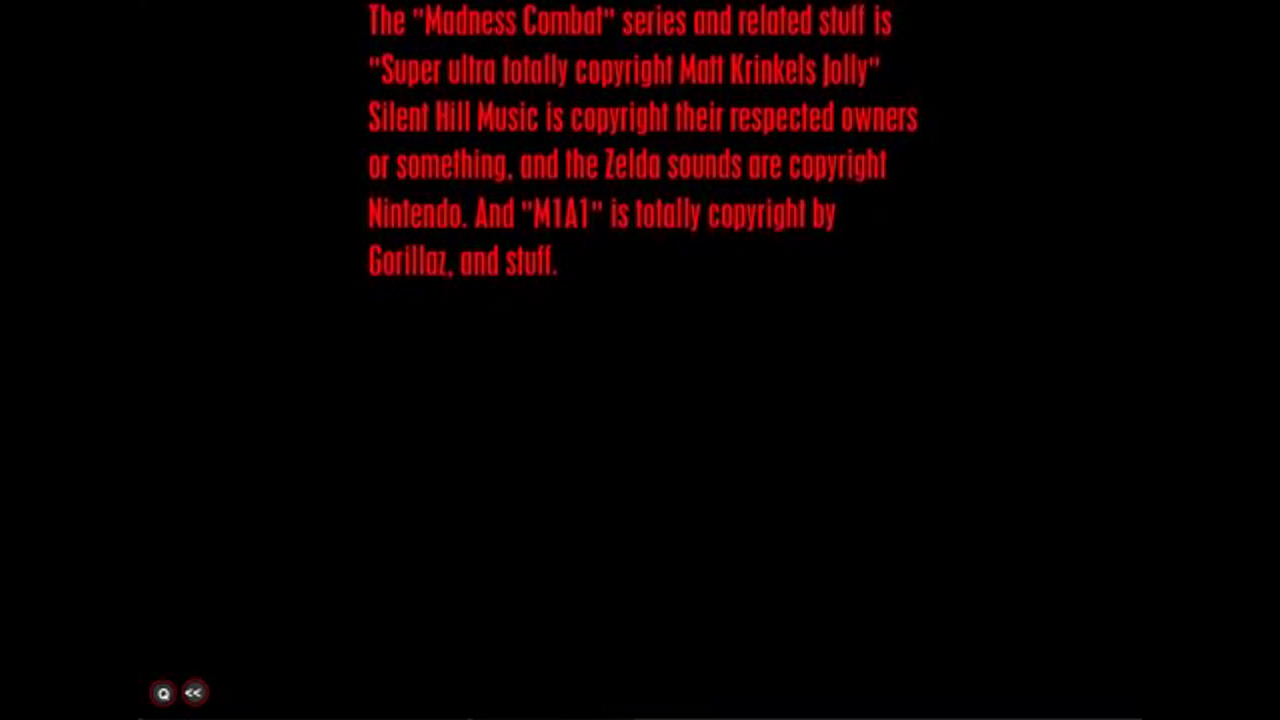 The "Madness Combat" series and related stuff is
"Super ultra totally copyright Matt Krinkels Jolly"
Silent Hill Music is copyright their respected owners
or something, and the Zelda sounds are copyright
Nintendo. And "M1A1" is totally copyright by
Gorillaz, and stuff.
Q <<